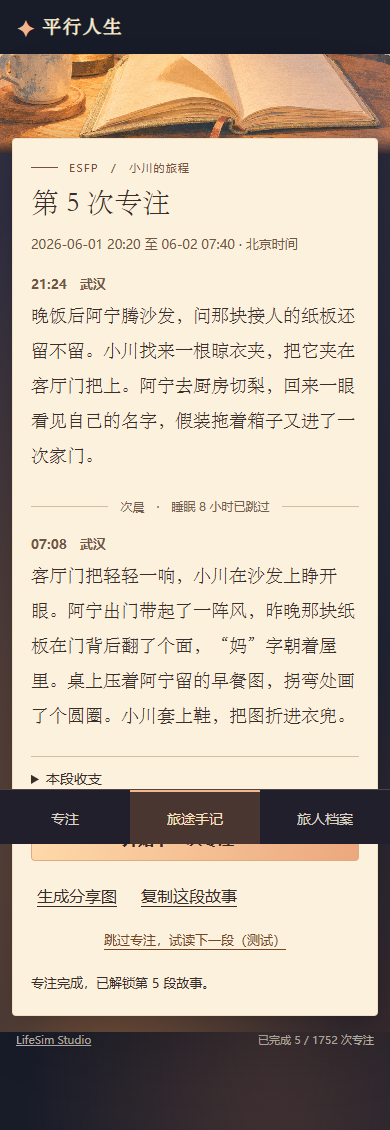 平行人生
ESFP / 小川的旅程
第 5 次专注
2026-06-01 20:20 至 06-02 07:40 · 北京时间
21:24 武汉
晚饭后阿宁腾沙发，问那块接人的纸板还
留不留。小川找来一根晾衣夹，把它夹在
客厅门把上。阿宁去厨房切梨，回来一眼
看见自己的名字，假装拖着箱子又进了一
次家门。
次晨 · 睡眠 8 小时已跳过
07:08 武汉
客厅门把轻轻一响，小川在沙发上睁开
眼。阿宁出门带起了一阵风，昨晚那块纸
板在门背后翻了个面，“妈”字朝着屋
里。桌上压着阿宁留的早餐图，拐弯处画
了个圆圈。小川套上鞋，把图折进衣兜。
▶ 本段收支
专注 旅途手记 旅人档案
生成分享图 复制这段故事
跳过专注，试读下一段（测试）
专注完成，已解锁第 5 段故事。
LifeSim Studio 已完成 5 / 1752 次专注